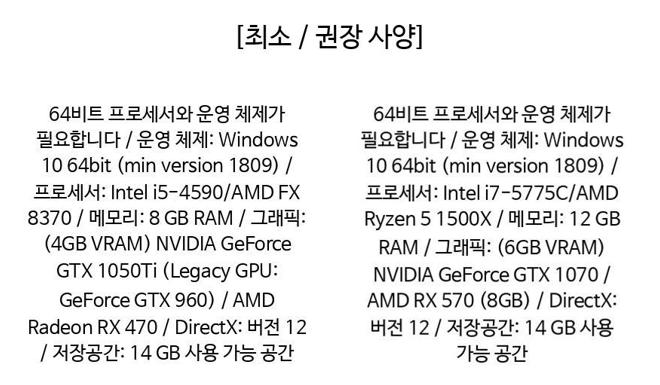 [최소 / 권장 사양]
64비트 프로세서와 운영 체제가
필요합니다 / 운영 체제: Windows
10 64bit (min version 1809) /
프로세서: Intel i5-4590/AMD FX
8370 / 메모리: 8 GB RAM / 그래픽:
(4GB VRAM) NVIDIA GeForce
GTX 1050Ti (Legacy GPU:
GeForce GTX 960) / AMD
Radeon RX 470 / DirectX: 버전 12
/ 저장공간: 14 GB 사용 가능 공간
64비트 프로세서와 운영 체제가
필요합니다 / 운영 체제: Windows
10 64bit (min version 1809) /
프로세서: Intel i7-5775C/AMD
Ryzen 5 1500X / 메모리: 12 GB
RAM / 그래픽: (6GB VRAM)
NVIDIA GeForce GTX 1070 /
AMD RX 570 (8GB) / DirectX:
버전 12 / 저장공간: 14 GB 사용
가능 공간